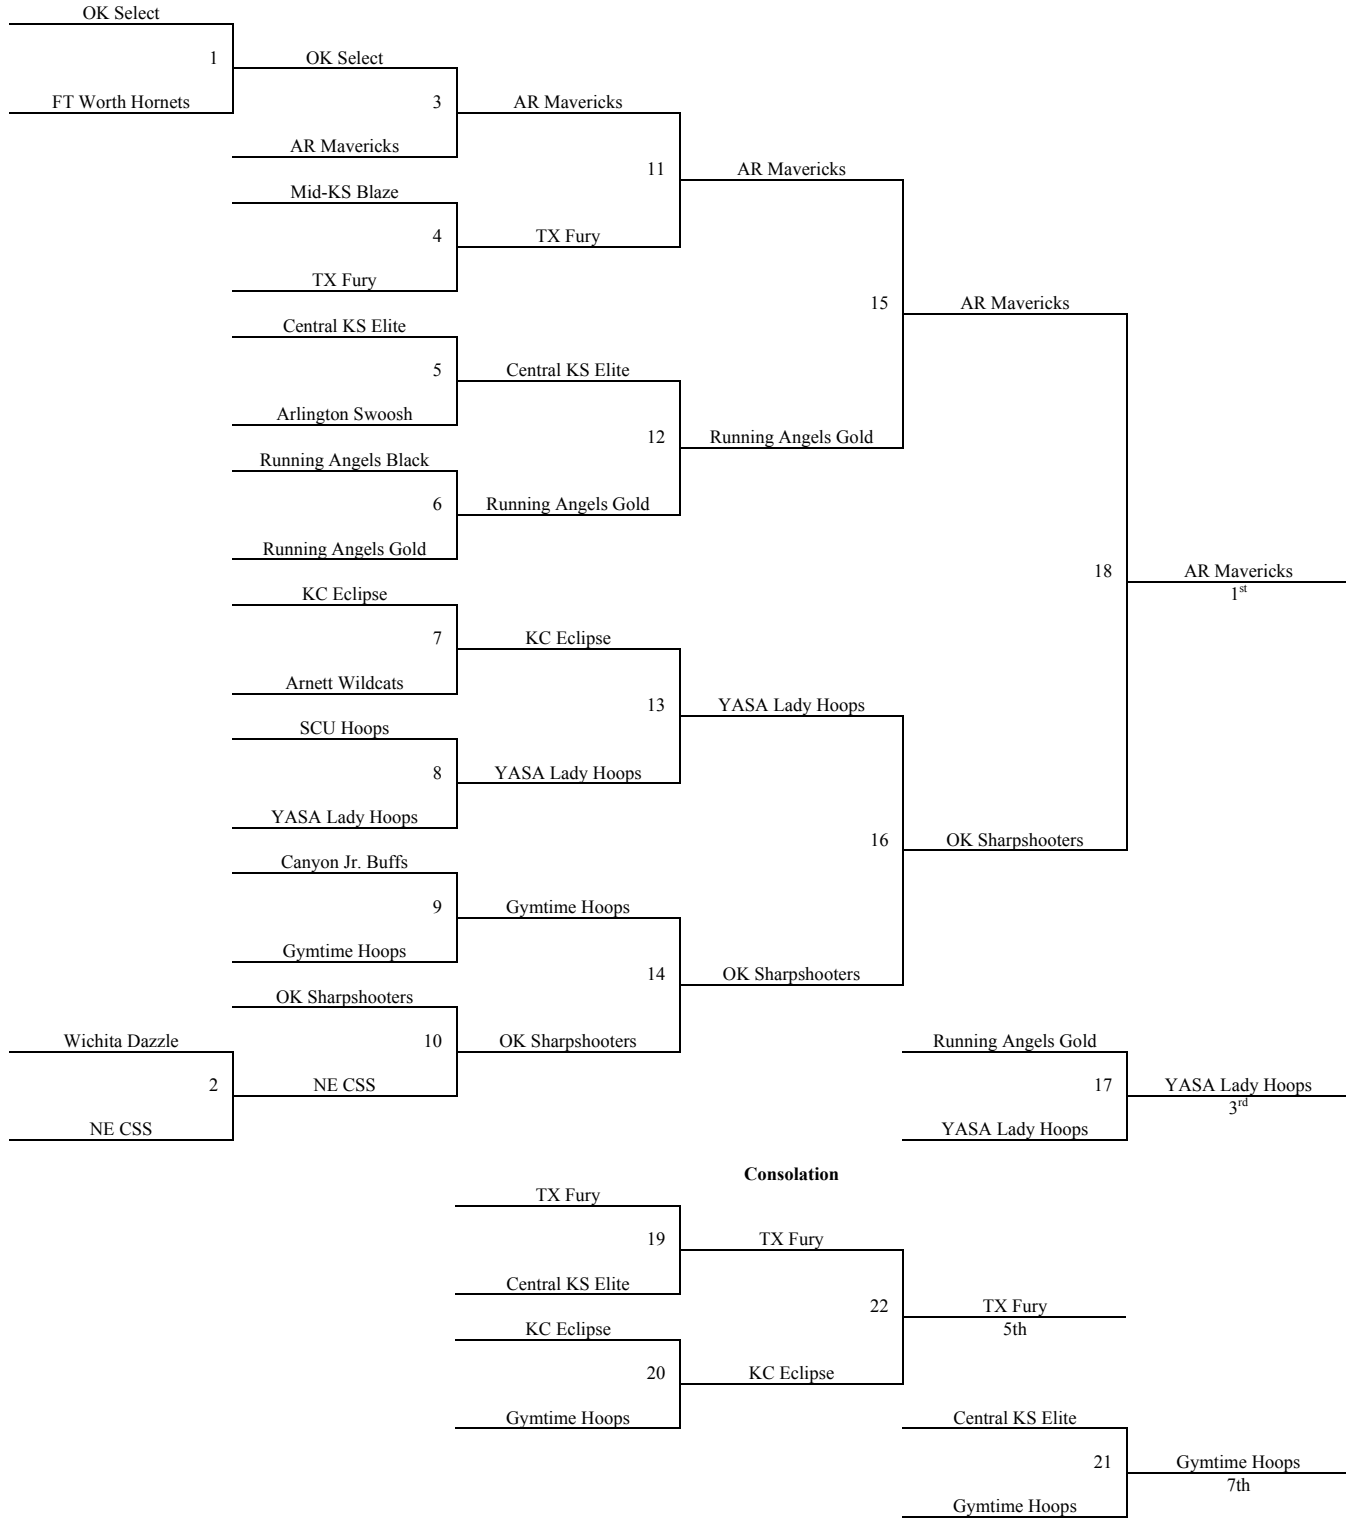 OK Select
1 OK Select
FT Worth Hornets 3 AR Mavericks
AR Mavericks
11 AR Mavericks
Mid-KS Blaze
4 TX Fury
TX Fury
15 AR Mavericks
Central KS Elite
5 Central KS Elite
Arlington Swoosh
12 Running Angels Gold
Running Angels Black
6 Running Angels Gold
Running Angels Gold
18 AR Mavericks
1st
KC Eclipse
7 KC Eclipse
Arnett Wildcats
13 YASA Lady Hoops
SCU Hoops
8 YASA Lady Hoops
YASA Lady Hoops
16 OK Sharpshooters
Canyon Jr. Buffs
9 Gymtime Hoops
Gymtime Hoops
14 OK Sharpshooters
OK Sharpshooters
Wichita Dazzle 10 OK Sharpshooters Running Angels Gold
2 NE CSS 17 YASA Lady Hoops
3rd
NE CSS YASA Lady Hoops
Consolation
TX Fury
19 TX Fury
Central KS Elite
22 TX Fury
5th
KC Eclipse
20 KC Eclipse
Gymtime Hoops Central KS Elite
21 Gymtime Hoops
7th
Gymtime Hoops